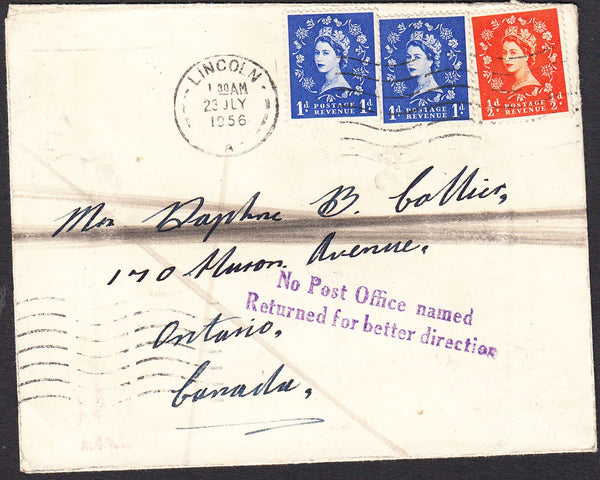 LINCOLN
1 30AM
23 JLY
1956
A
1d POSTAGE REVENUE 1d
1d POSTAGE REVENUE 1d
½d POSTAGE REVENUE ½d
Mrs Daphne B. Collier,
170 Huron Avenue,
Ontario,
Canada,
No Post Office named
Returned for better direction